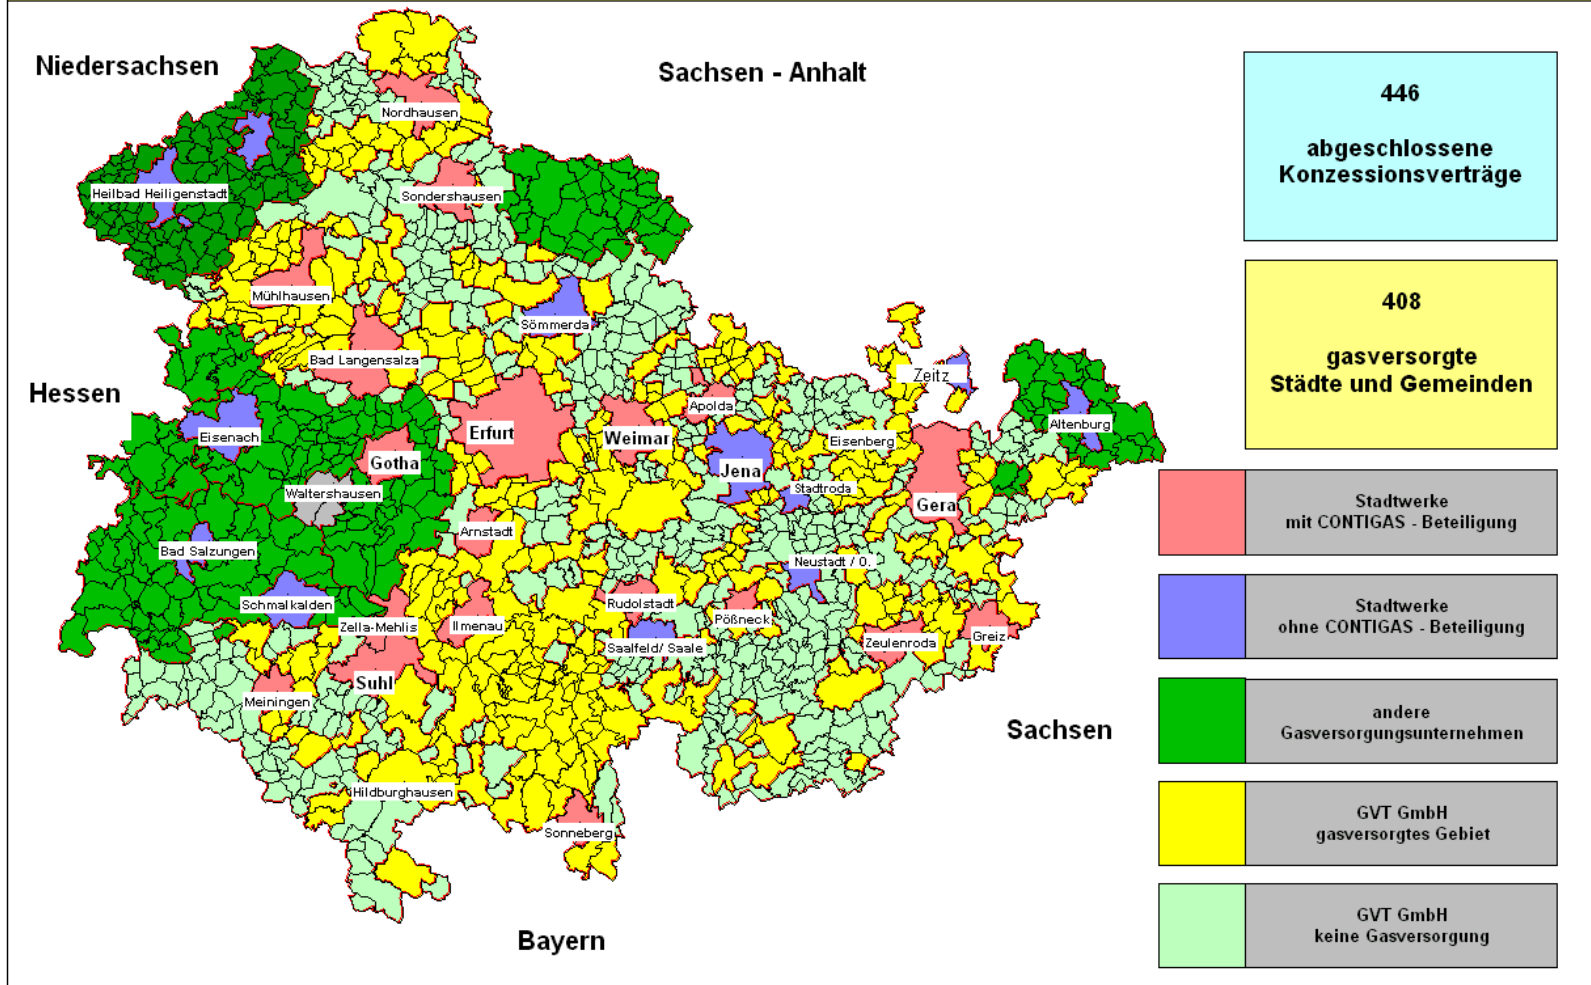 Niedersachsen
Sachsen - Anhalt
Nordhausen
Heilbad Heiligenstadt
Sondershausen
Mühlhausen
Sömmerda
Bad Langensalza
Zeitz
Hessen
Apolda
Altenburg
Eisenach
Erfurt
Weimar
Eisenberg
Gotha
Jena
Waltershausen
Stadtroda
Gera
Arnstadt
Bad Salzungen
Neustadt / O.
Schmalkalden
Rudolstadt
Zella-Mehlis
Ilmenau
Pößneck
Greiz
Saalfeld/ Saale
Zeulenroda
Suhl
Meiningen
Sachsen
Hildburghausen
Sonneberg
Bayern
446
abgeschlossene
Konzessionsverträge
408
gasversorgte
Städte und Gemeinden
Stadtwerke
mit CONTIGAS - Beteiligung
Stadtwerke
ohne CONTIGAS - Beteiligung
andere
Gasversorgungsunternehmen
GVT GmbH
gasversorgtes Gebiet
GVT GmbH
keine Gasversorgung